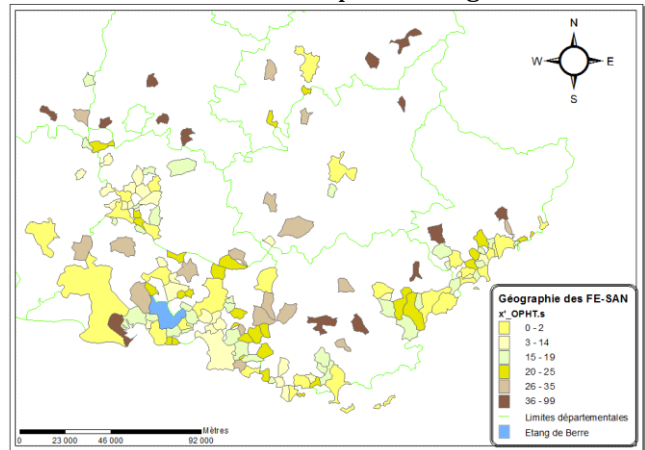 N
W E
S
Géographie des FE-SAN
x'_OPHT.s
0 - 2
3 - 14
15 - 19
20 - 25
26 - 35
36 - 99
Limites départementales
Etang de Berre
Mètres
0 23 000 46 000 92 000